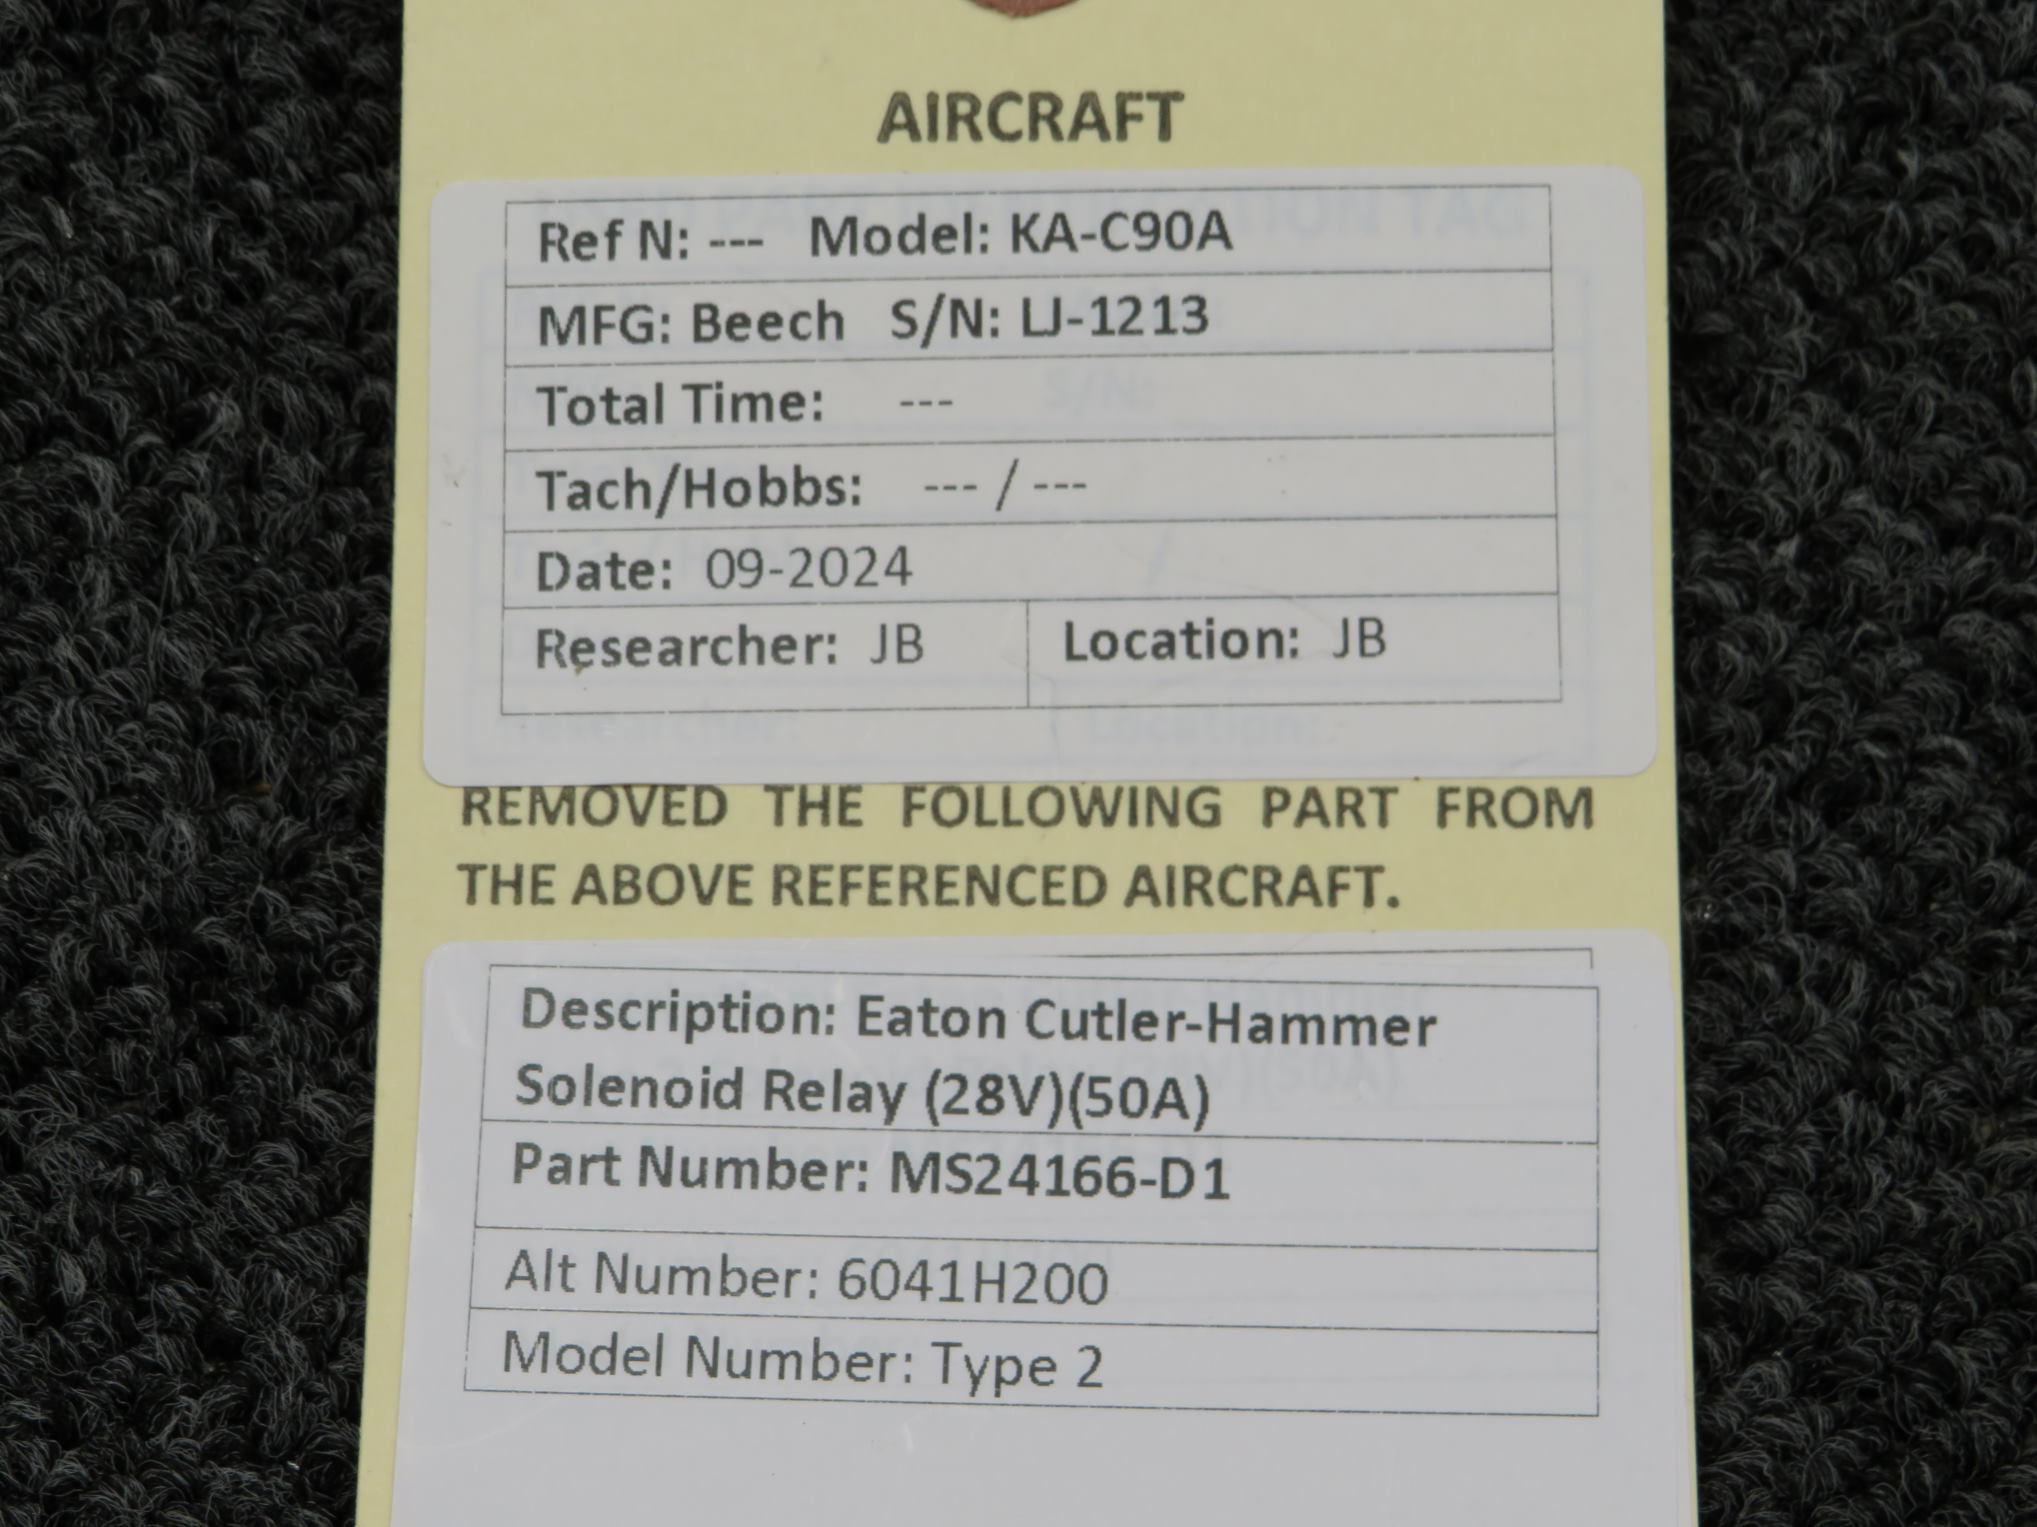 AIRCRAFT
Ref N: --- Model: KA-C90A
MFG: Beech S/N: LJ-1213
Total Time: ---
Tach/Hobbs: --- / ---
Date: 09-2024
Researcher: JB Location: JB
REMOVED THE FOLLOWING PART FROM
THE ABOVE REFERENCED AIRCRAFT.
Description: Eaton Cutler-Hammer
Solenoid Relay (28V)(50A)
Part Number: MS24166-D1
Alt Number: 6041H200
Model Number: Type 2